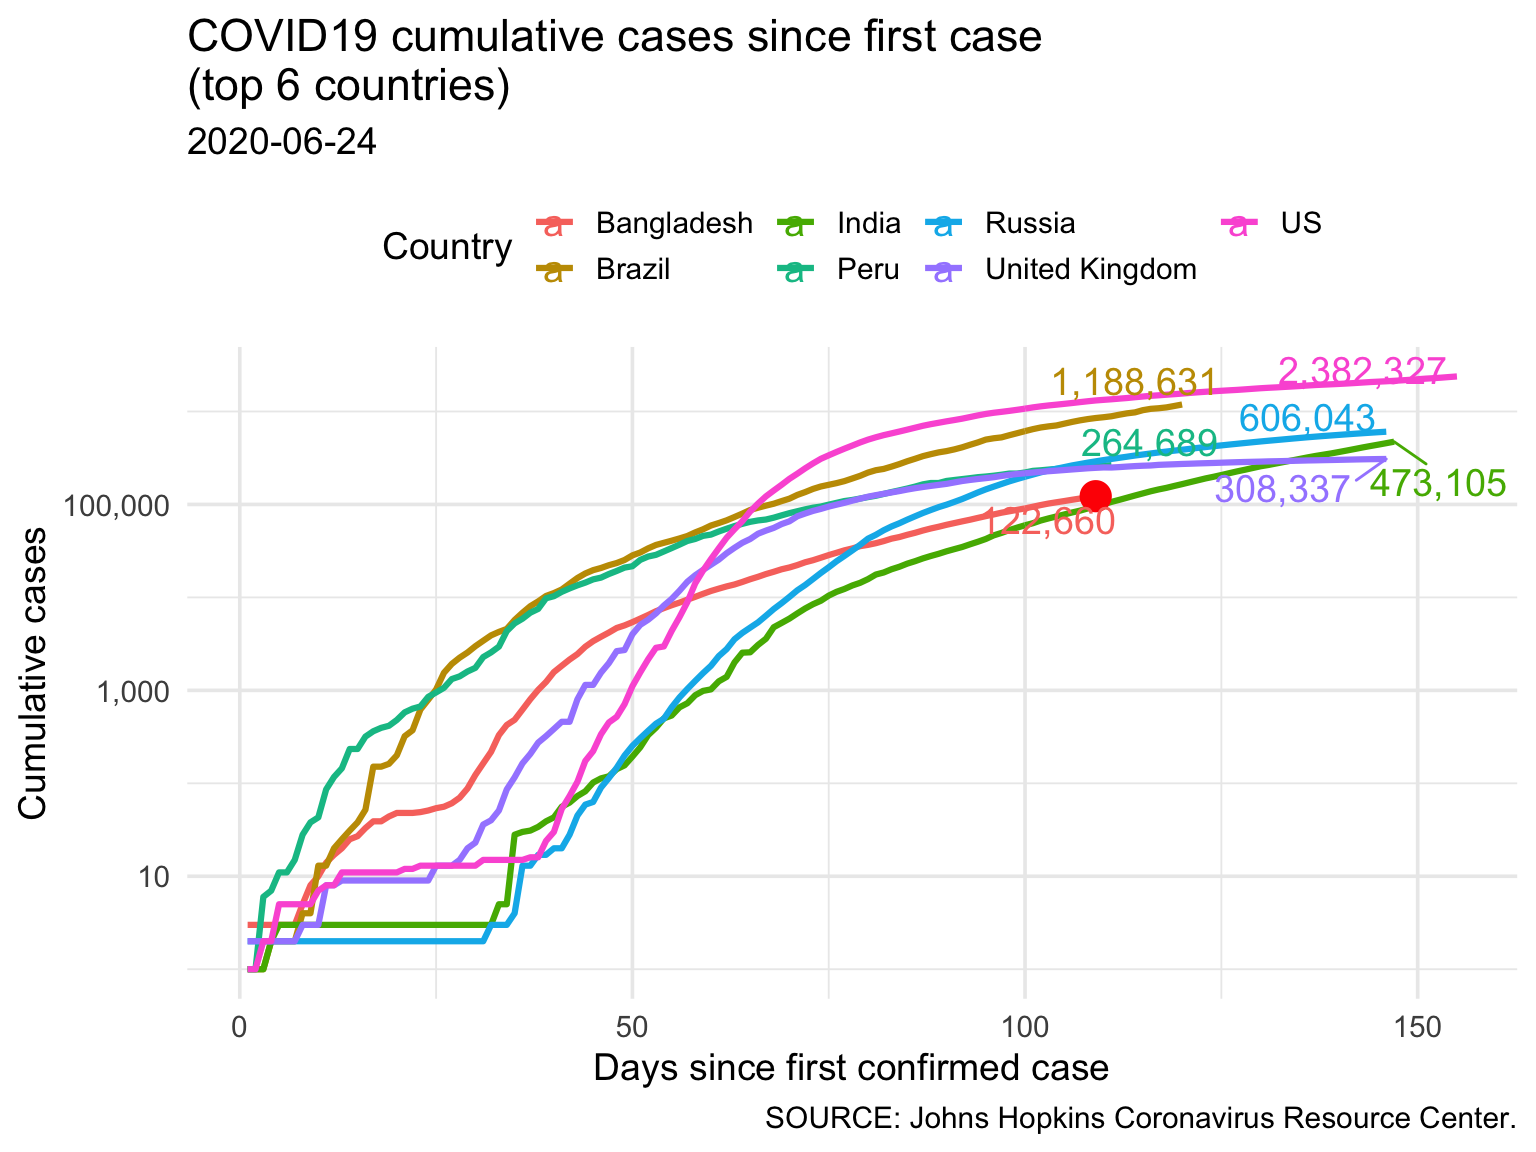 COVID19 cumulative cases since first case
(top 6 countries)
2020-06-24
Country
a Bangladesh a India a Russia a US
a Brazil a Peru a United Kingdom
2,382,327
1,188,631
606,043
264,689
473,105
308,337
122,660
100,000
1,000
10
Cumulative cases
0 50 100 150
Days since first confirmed case
SOURCE: Johns Hopkins Coronavirus Resource Center.